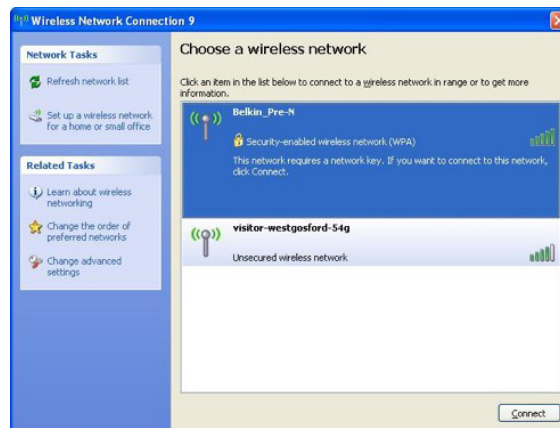 Wireless Network Connection 9
Network Tasks
Refresh network list
Set up a wireless network
for a home or small office
Related Tasks
Learn about wireless
networking
Change the order of
preferred networks
Change advanced
settings
Choose a wireless network
Click an item in the list below to connect to a wireless network in range or to get more
information.
Belkin_Pre-N
Security-enabled wireless network (WPA)
This network requires a network key. If you want to connect to this network,
click Connect.
visitor-westgosford-54g
Unsecured wireless network
Connect